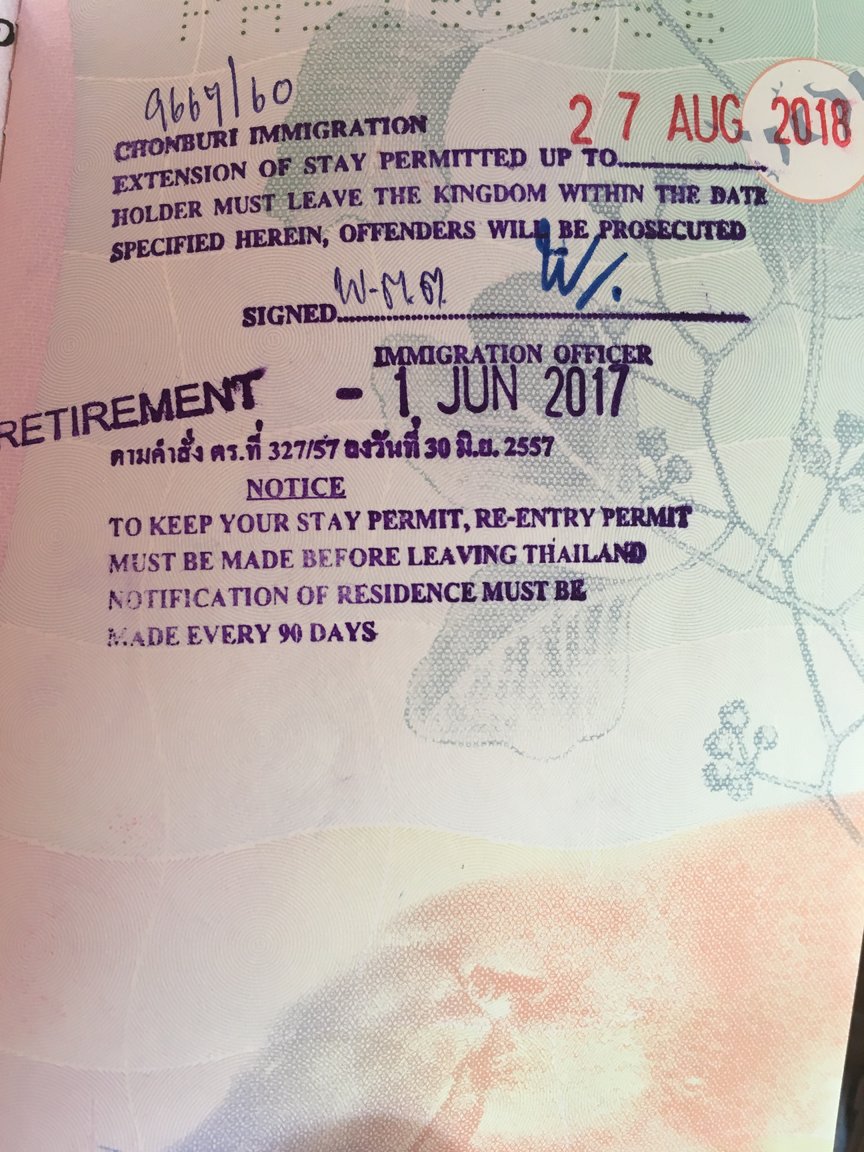 9667/60
27 AUG 2018
CHONBURI IMMIGRATION
EXTENSION OF STAY PERMITTED UP TO
HOLDER MUST LEAVE THE KINGDOM WITHIN THE DATE
SPECIFIED HEREIN, OFFENDERS WILL BE PROSECUTED
SIGNED พ.ต.ต.
IMMIGRATION OFFICER
RETIREMENT - 1 JUN 2017
ตามคำสั่ง ตร.ที่ 327/57 ลงวันที่ 30 มิ.ย. 2557
NOTICE
TO KEEP YOUR STAY PERMIT, RE-ENTRY PERMIT
MUST BE MADE BEFORE LEAVING THAILAND
NOTIFICATION OF RESIDENCE MUST BE
MADE EVERY 90 DAYS